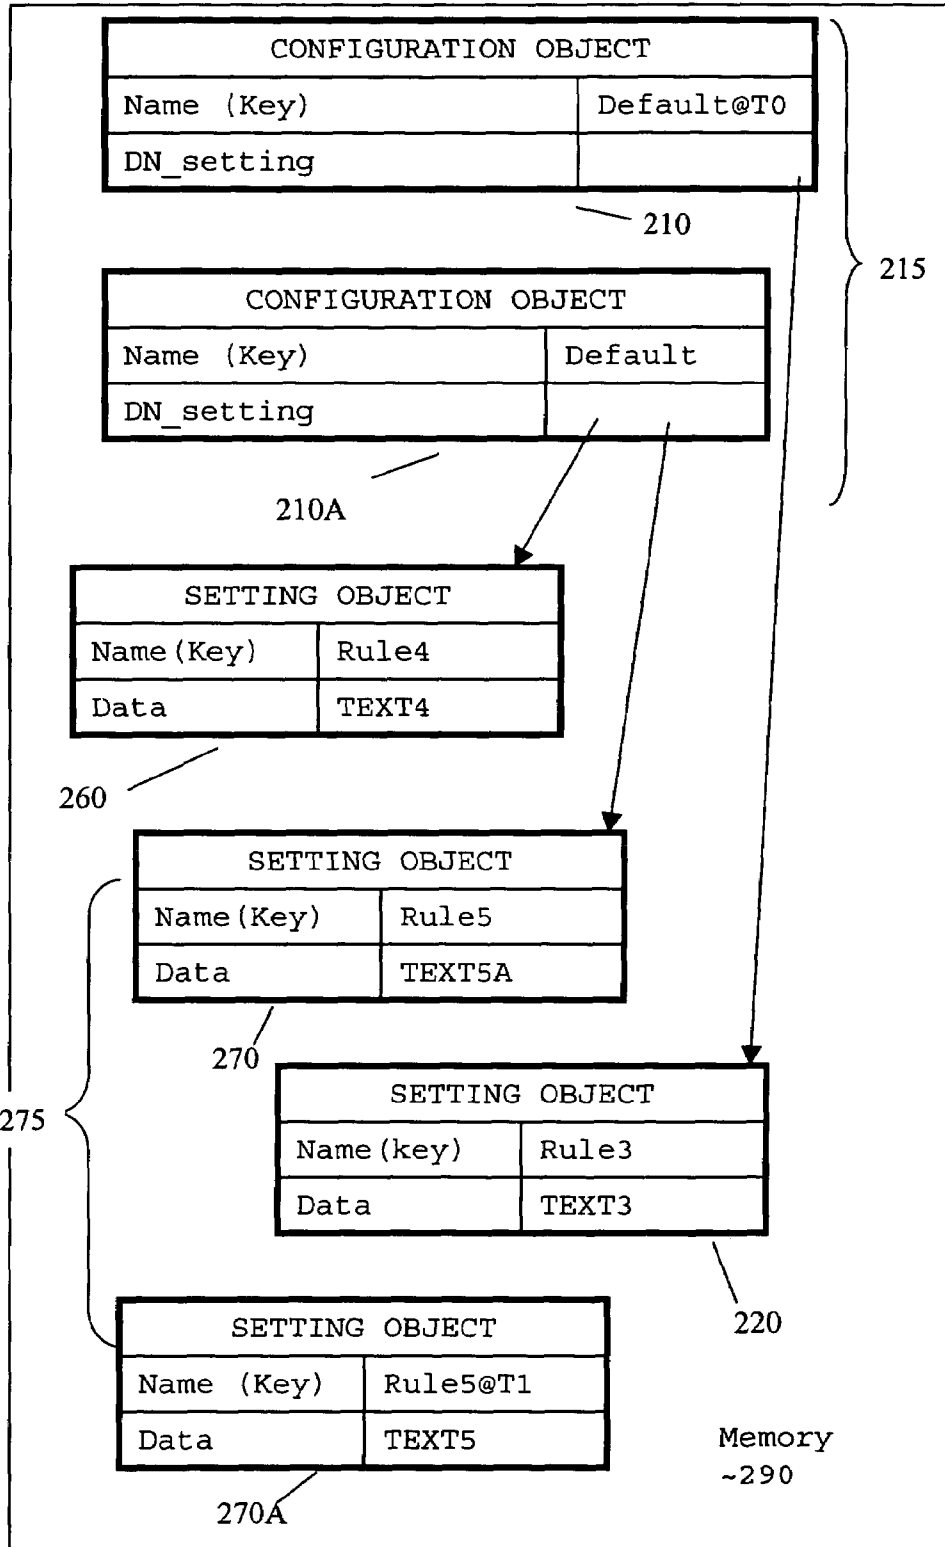 CONFIGURATION OBJECT
Name (Key) Default@T0
DN_setting
210
215
CONFIGURATION OBJECT
Name (Key) Default
DN_setting
210A
SETTING OBJECT
Name(Key) Rule4
Data TEXT4
260
SETTING OBJECT
Name(Key) Rule5
Data TEXT5A
270
275
SETTING OBJECT
Name(key) Rule3
Data TEXT3
220
SETTING OBJECT
Name (Key) Rule5@T1
Data TEXT5
270A
Memory
~290